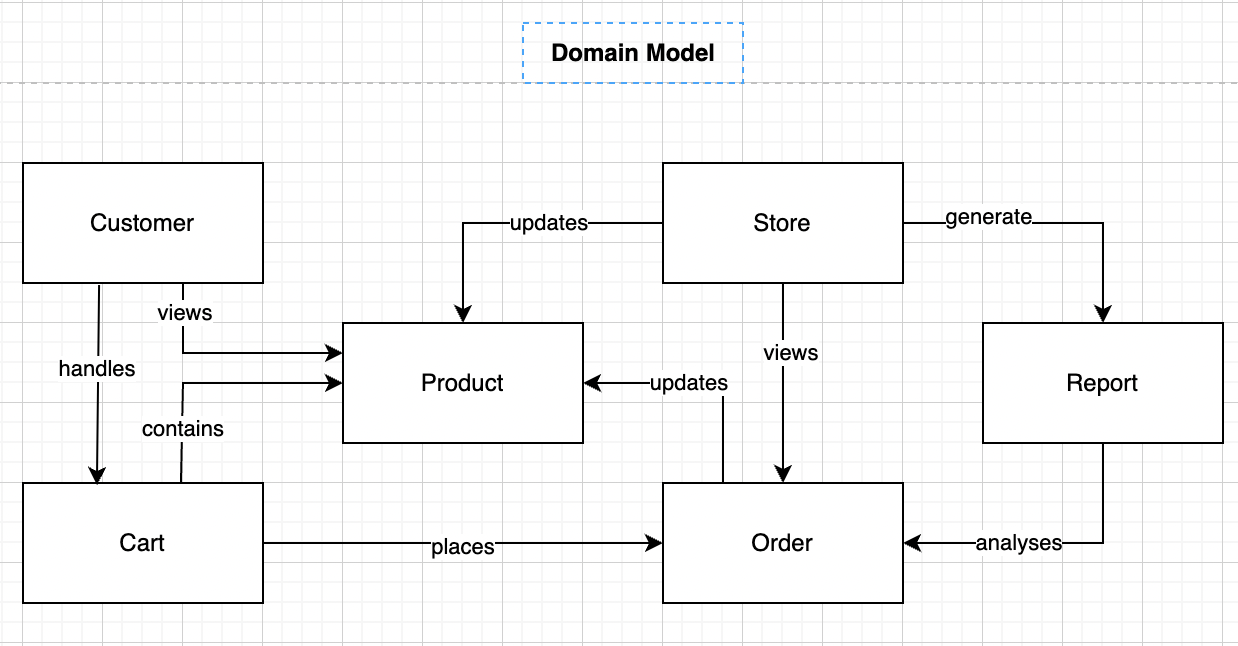 Domain Model
Customer
Store
updates
generate
views
handles
views
Product
updates
Report
contains
Cart
places
Order
analyses